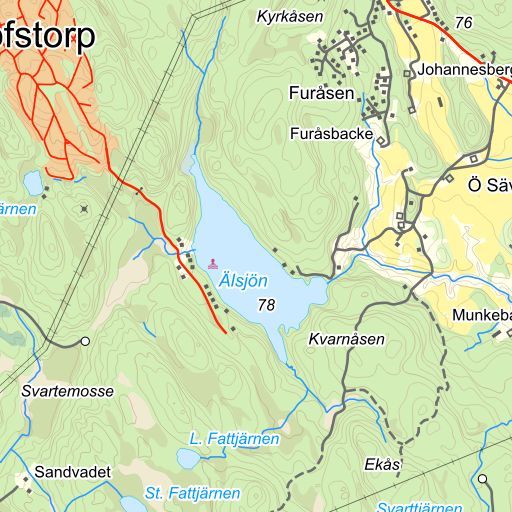 Kyrkåsen
76
ofstorp
Johannesberg
Furåsen
Furåsbacke
Ö Säv
tjärnen
Älsjön
78
Munkeba
Kvarnåsen
Svartemosse
L. Fattjärnen
Ekås
Sandvadet
St. Fattjärnen
Svarttjärnen